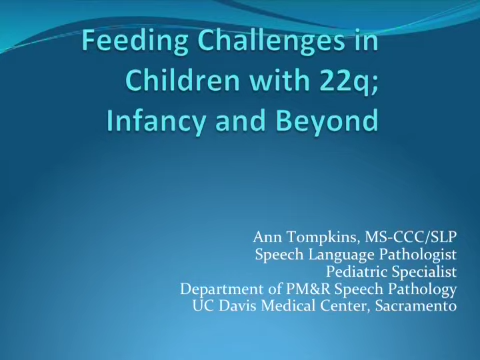 Feeding Challenges in
Children with 22q;
Infancy and Beyond
Ann Tompkins, MS-CCC/SLP
Speech Language Pathologist
Pediatric Specialist
Department of PM&R Speech Pathology
UC Davis Medical Center, Sacramento